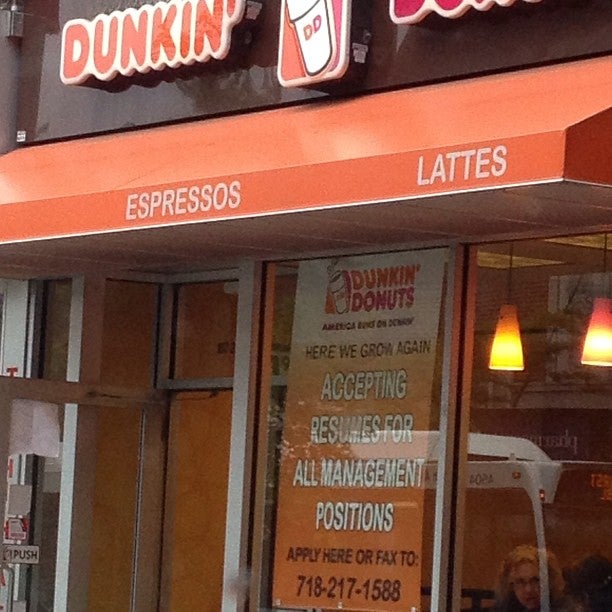 DUNKIN'
DD
ESPRESSOS
LATTES
DUNKIN'
DONUTS
AMERICA RUNS ON DUNKIN'
HERE WE GROW AGAIN
ACCEPTING
RESUMES FOR
ALL MANAGEMENT
POSITIONS
APPLY HERE OR FAX TO:
718-217-1588
PUSH